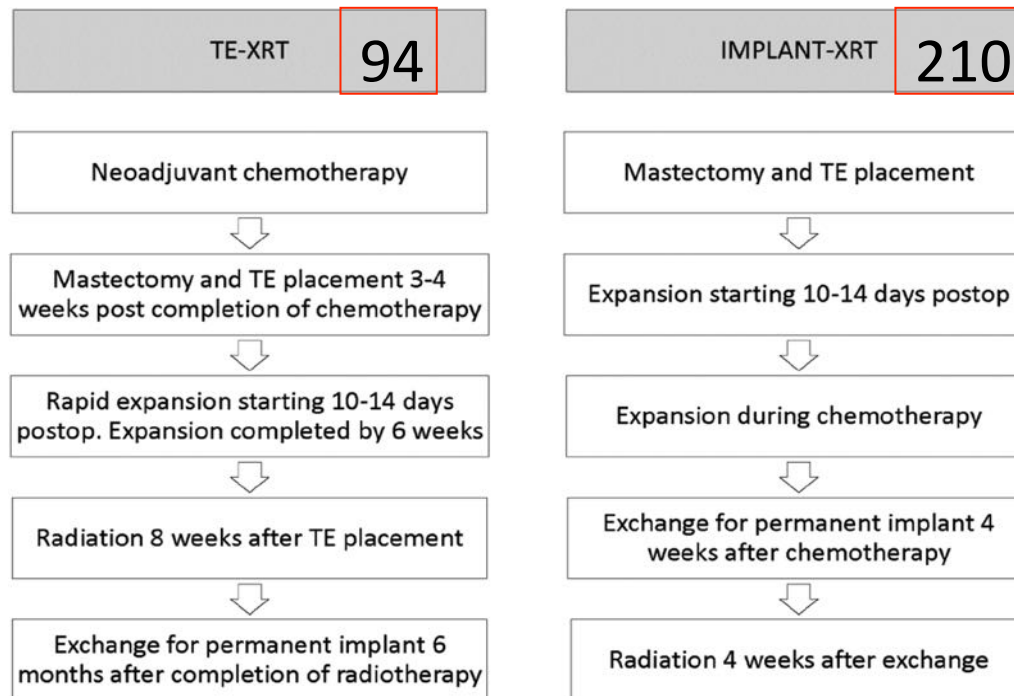 TE-XRT
94
Neoadjuvant chemotherapy
Mastectomy and TE placement 3-4
weeks post completion of chemotherapy
Rapid expansion starting 10-14 days
postop. Expansion completed by 6 weeks
Radiation 8 weeks after TE placement
Exchange for permanent implant 6
months after completion of radiotherapy
IMPLANT-XRT
210
Mastectomy and TE placement
Expansion starting 10-14 days postop
Expansion during chemotherapy
Exchange for permanent implant 4
weeks after chemotherapy
Radiation 4 weeks after exchange